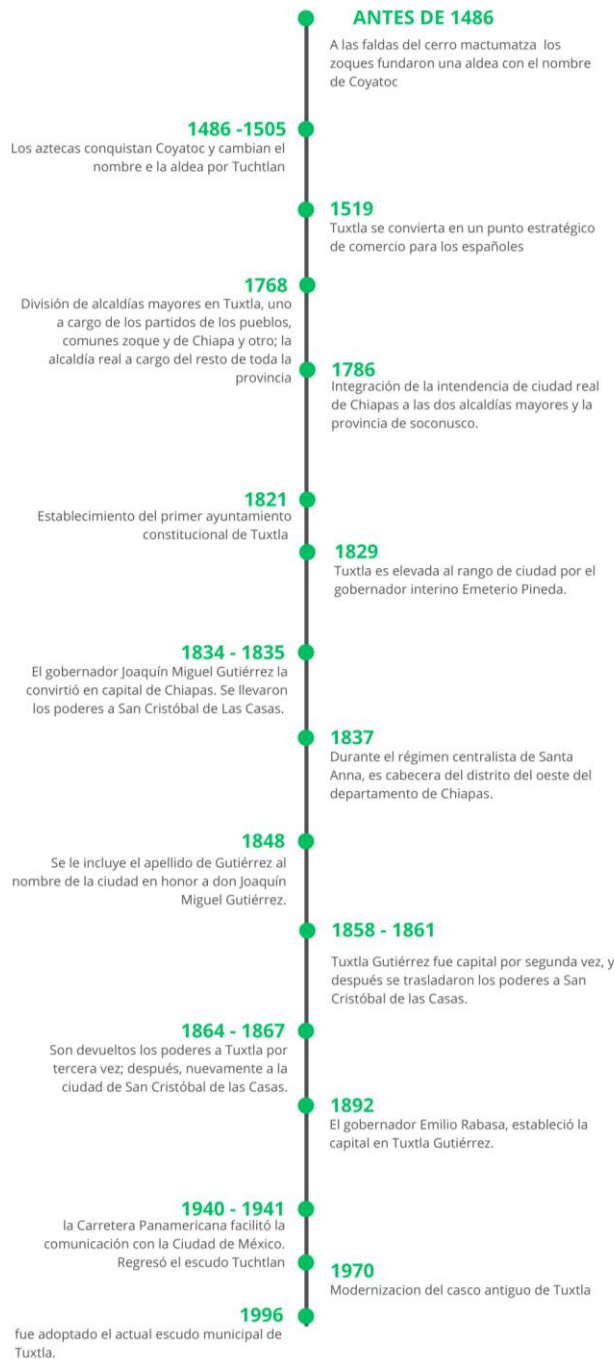 ANTES DE 1486
A las faldas del cerro mactumatza los
zoques fundaron una aldea con el nombre
de Coyatoc
1486 -1505
Los aztecas conquistan Coyatoc y cambian el
nombre e la aldea por Tuchtlan
1519
Tuxtla se convierta en un punto estratégico
de comercio para los españoles
1768
División de alcaldías mayores en Tuxtla, uno
a cargo de los partidos de los pueblos,
comunes zoque y de Chiapa y otro; la
alcaldía real a cargo del resto de toda la
provincia
1786
Integración de la intendencia de ciudad real
de Chiapas a las dos alcaldías mayores y la
provincia de soconusco.
1821
Establecimiento del primer ayuntamiento
constitucional de Tuxtla
1829
Tuxtla es elevada al rango de ciudad por el
gobernador interino Emeterio Pineda.
1834 - 1835
El gobernador Joaquín Miguel Gutiérrez la
convirtió en capital de Chiapas. Se llevaron
los poderes a San Cristóbal de Las Casas.
1837
Durante el régimen centralista de Santa
Anna, es cabecera del distrito del oeste del
departamento de Chiapas.
1848
Se le incluye el apellido de Gutiérrez al
nombre de la ciudad en honor a don Joaquín
Miguel Gutiérrez.
1858 - 1861
Tuxtla Gutiérrez fue capital por segunda vez, y
después se trasladaron los poderes a San
Cristóbal de las Casas.
1864 - 1867
Son devueltos los poderes a Tuxtla por
tercera vez; después, nuevamente a la
ciudad de San Cristóbal de las Casas.
1892
El gobernador Emilio Rabasa, estableció la
capital en Tuxtla Gutiérrez.
1940 - 1941
la Carretera Panamericana facilitó la
comunicación con la Ciudad de México.
Regresó el escudo Tuchtlan
1970
Modernizacion del casco antiguo de Tuxtla
1996
fue adoptado el actual escudo municipal de
Tuxtla.